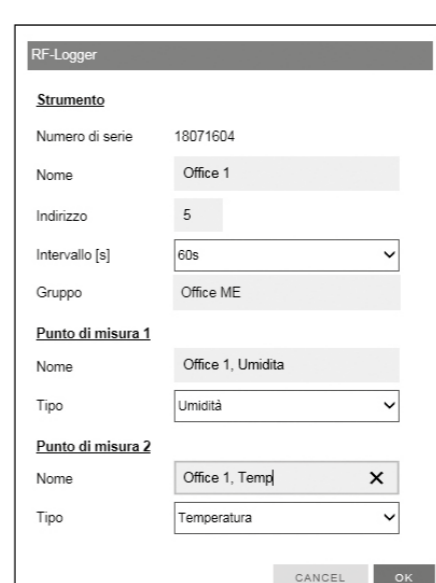 RF-Logger
Strumento
Numero di serie 18071604
Nome Office 1
Indirizzo 5
Intervallo [s] 60s
Gruppo Office ME
Punto di misura 1
Nome Office 1, Umidita
Tipo Umidità
Punto di misura 2
Nome Office 1, Temp
Tipo Temperatura
CANCEL OK